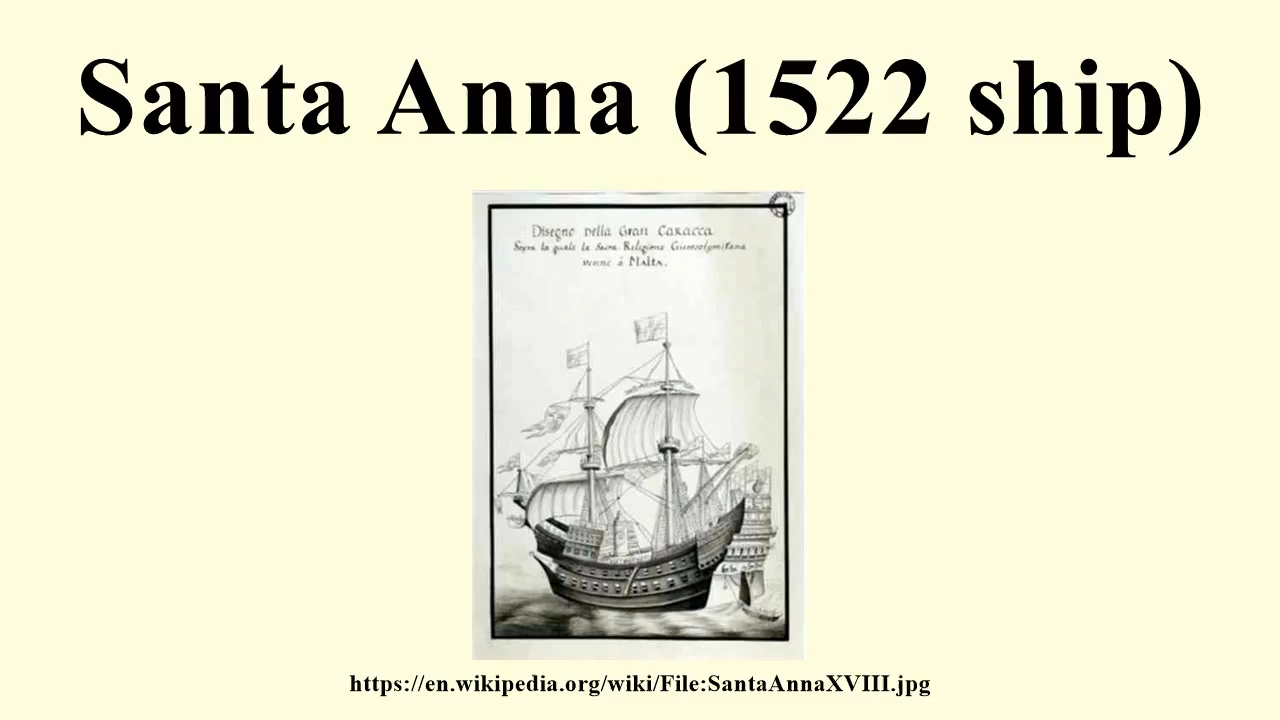 Santa Anna (1522 ship)
Disegno della Gran Caracca
Sopra la quale la Sacra Religione Gierosolymitana
venne à Malta.
https://en.wikipedia.org/wiki/File:SantaAnnaXVIII.jpg